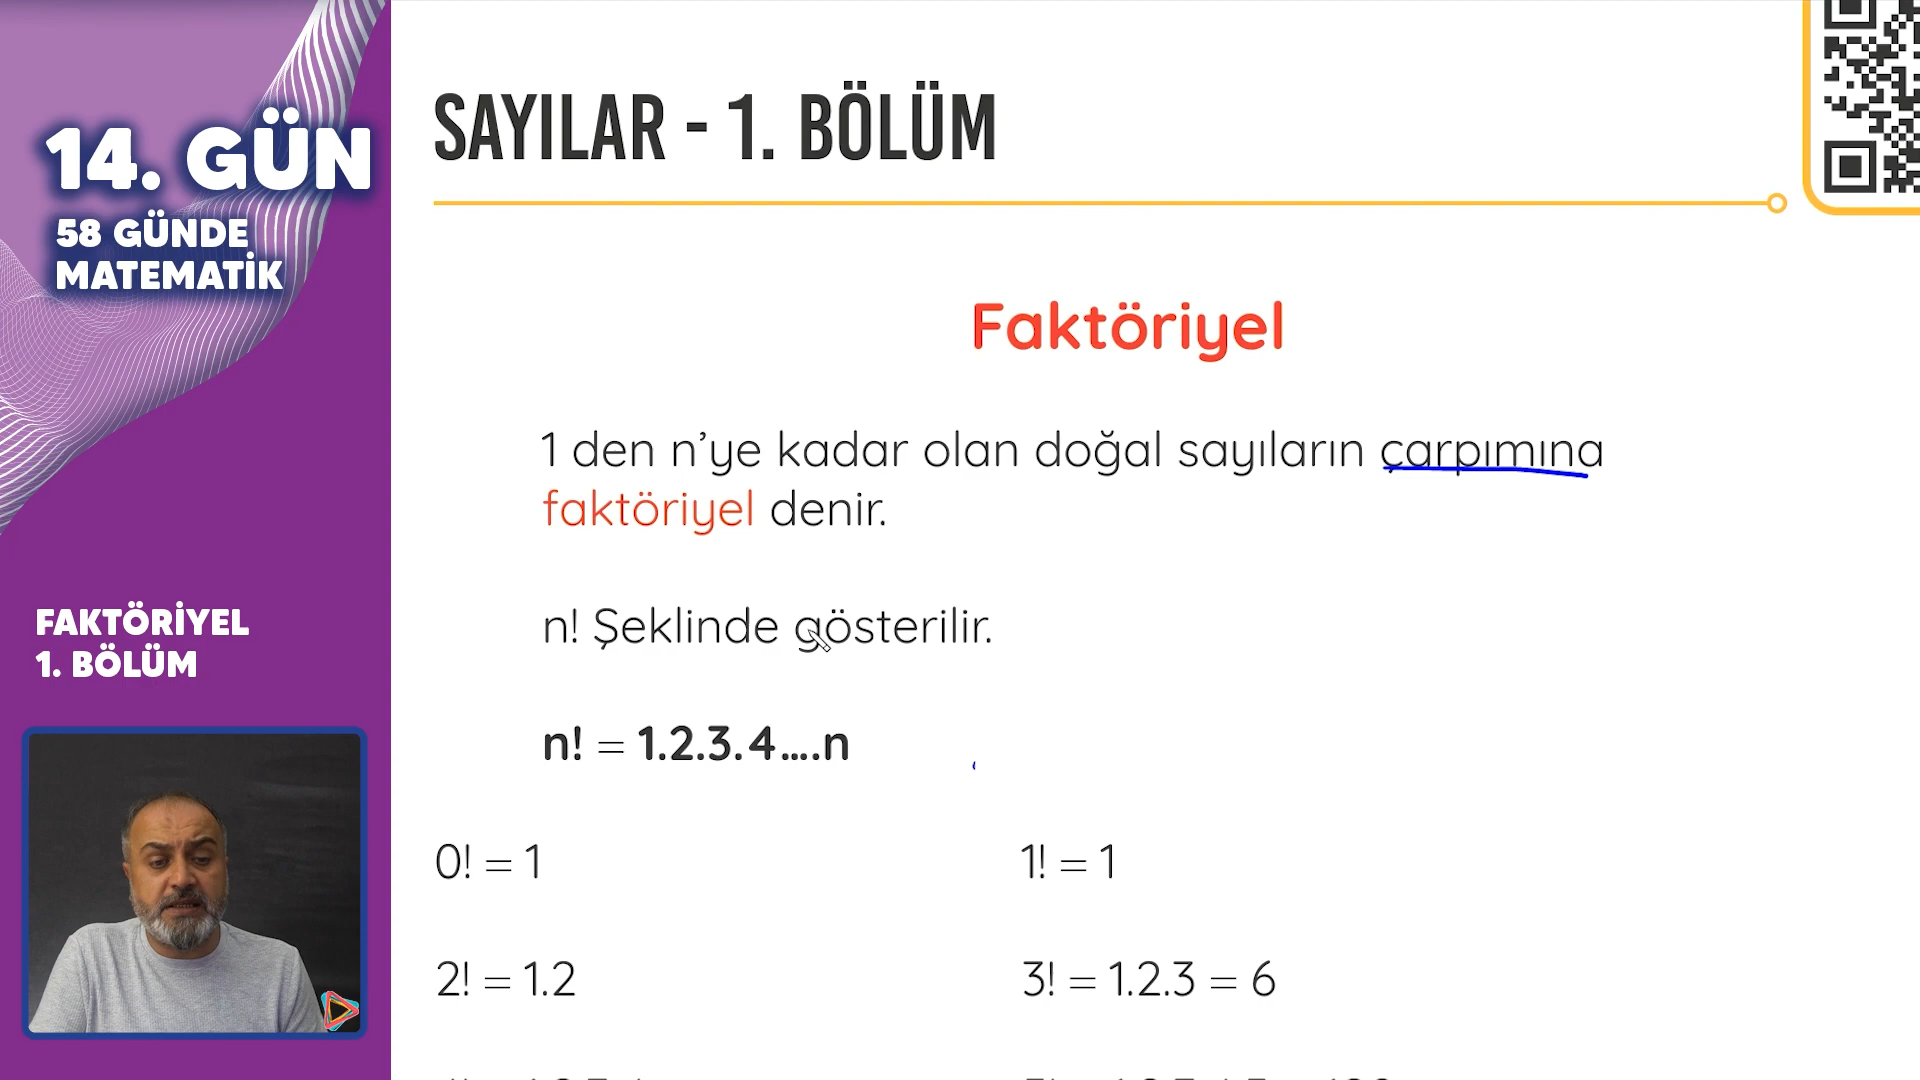 14. GÜN
58 GÜNDE
MATEMATİK
FAKTÖRİYEL
1. BÖLÜM
SAYILAR - 1. BÖLÜM
Faktöriyel
1 den n’ye kadar olan doğal sayıların çarpımına
faktöriyel denir.
n! Şeklinde gösterilir.
n! = 1.2.3.4....n
0! = 1
1! = 1
2! = 1.2
3! = 1.2.3 = 6